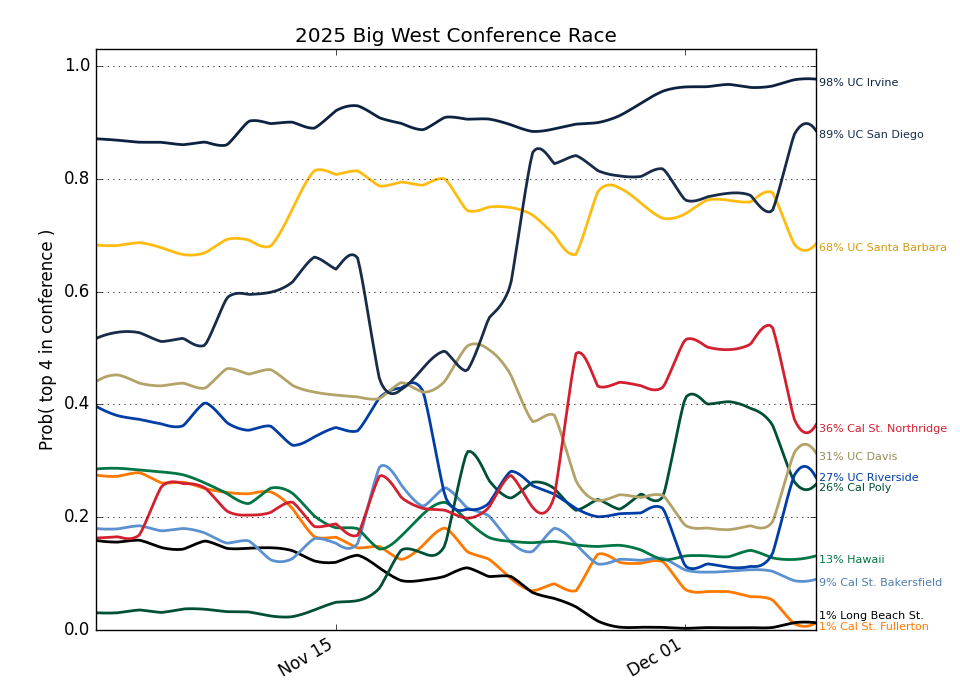 2025 Big West Conference Race
Prob( top 4 in conference )
1.0
0.8
0.6
0.4
0.2
0.0
Nov 15
Dec 01
98% UC Irvine
89% UC San Diego
68% UC Santa Barbara
36% Cal St. Northridge
31% UC Davis
27% UC Riverside
26% Cal Poly
13% Hawaii
9% Cal St. Bakersfield
1% Long Beach St.
1% Cal St. Fullerton